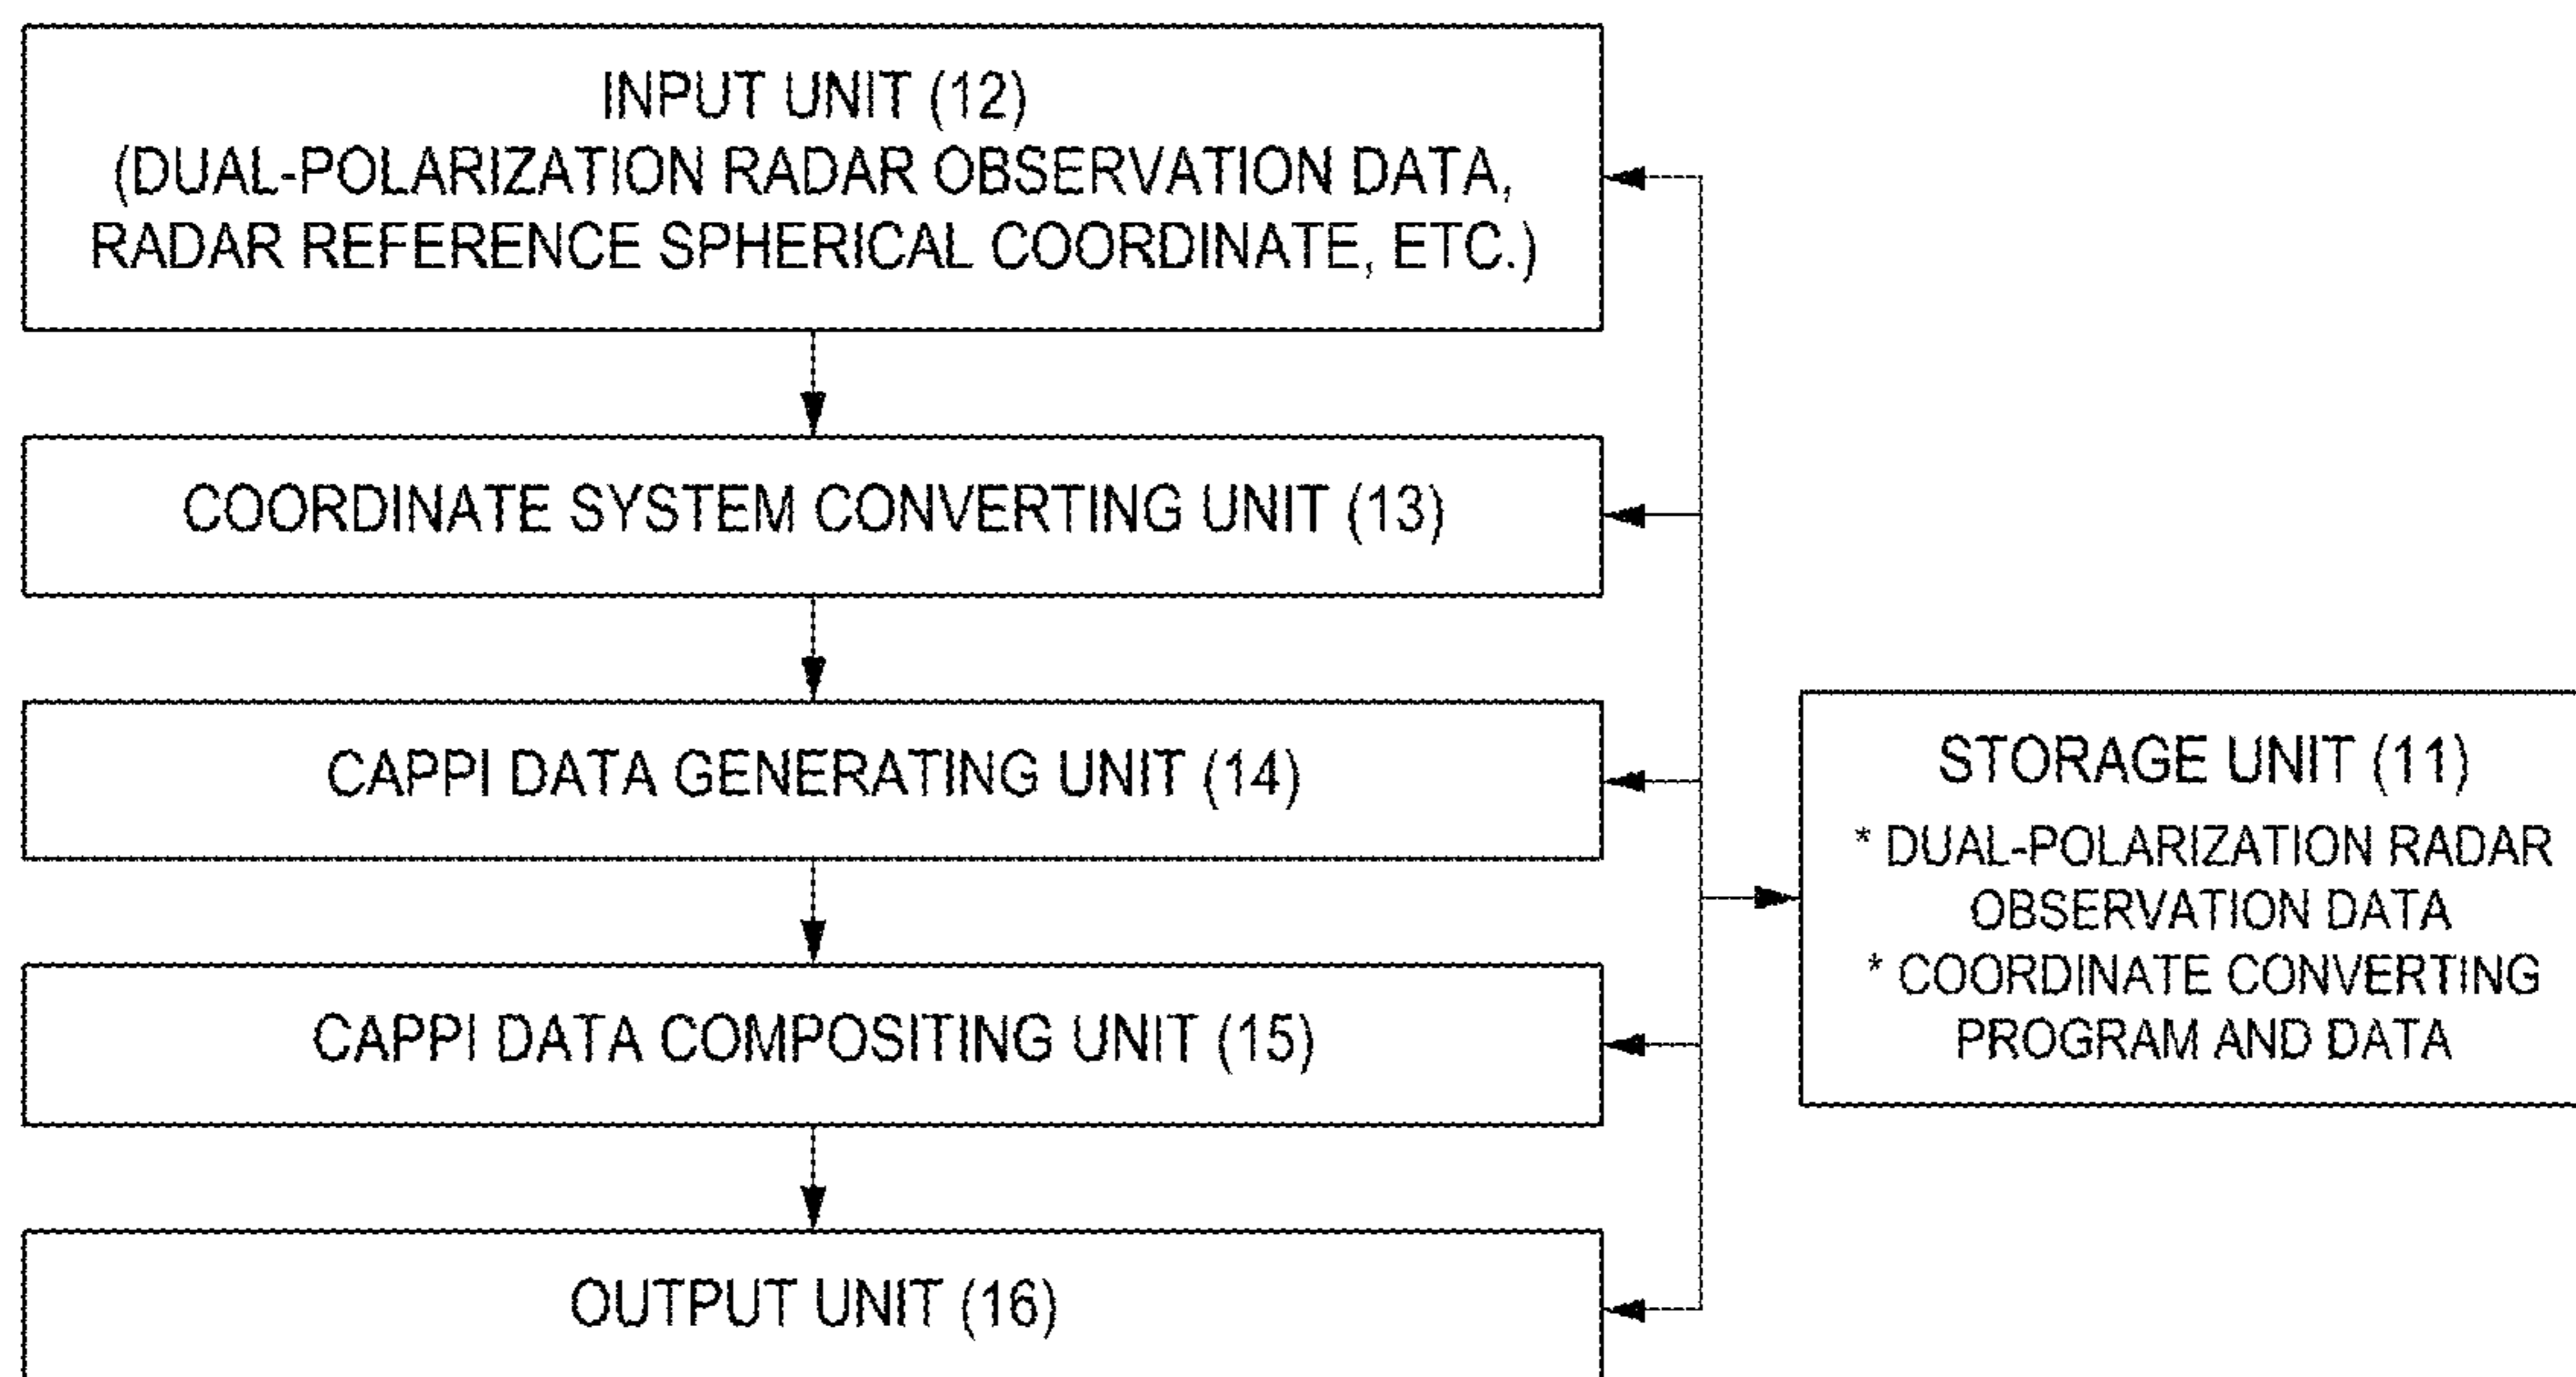 INPUT UNIT (12)
(DUAL-POLARIZATION RADAR OBSERVATION DATA,
RADAR REFERENCE SPHERICAL COORDINATE, ETC.)
COORDINATE SYSTEM CONVERTING UNIT (13)
CAPPI DATA GENERATING UNIT (14)
CAPPI DATA COMPOSITING UNIT (15)
OUTPUT UNIT (16)
STORAGE UNIT (11)
* DUAL-POLARIZATION RADAR
OBSERVATION DATA
* COORDINATE CONVERTING
PROGRAM AND DATA